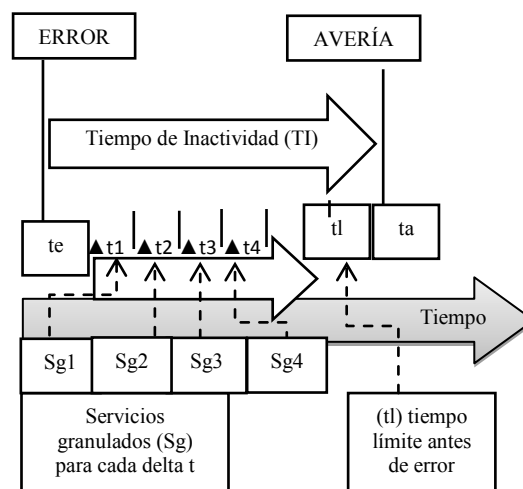 ERROR
AVERÍA
Tiempo de Inactividad (TI)
te
▲ t1 ▲ t2 ▲ t3 ▲ t4
tl
ta
Tiempo
Sg1
Sg2
Sg3
Sg4
Servicios
granulados (Sg)
para cada delta t
(tl) tiempo
límite antes
de error